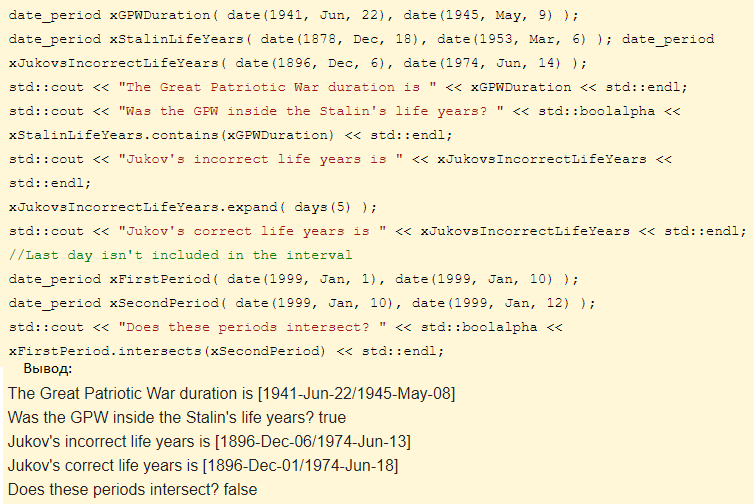 date_period xGPWDuration( date(1941, Jun, 22), date(1945, May, 9) );
date_period xStalinLifeYears( date(1878, Dec, 18), date(1953, Mar, 6) ); date_period
xJukovsIncorrectLifeYears( date(1896, Dec, 6), date(1974, Jun, 14) );
std::cout << "The Great Patriotic War duration is " << xGPWDuration << std::endl;
std::cout << "Was the GPW inside the Stalin's life years? " << std::boolalpha <<
xStalinLifeYears.contains(xGPWDuration) << std::endl;
std::cout << "Jukov's incorrect life years is " << xJukovsIncorrectLifeYears <<
std::endl;
xJukovsIncorrectLifeYears.expand( days(5) );
std::cout << "Jukov's correct life years is " << xJukovsIncorrectLifeYears << std::endl;
//Last day isn't included in the interval
date_period xFirstPeriod( date(1999, Jan, 1), date(1999, Jan, 10) );
date_period xSecondPeriod( date(1999, Jan, 10), date(1999, Jan, 12) );
std::cout << "Does these periods intersect? " << std::boolalpha <<
xFirstPeriod.intersects(xSecondPeriod) << std::endl;
Вывод:
The Great Patriotic War duration is [1941-Jun-22/1945-May-08]
Was the GPW inside the Stalin's life years? true
Jukov's incorrect life years is [1896-Dec-06/1974-Jun-13]
Jukov's correct life years is [1896-Dec-01/1974-Jun-18]
Does these periods intersect? false